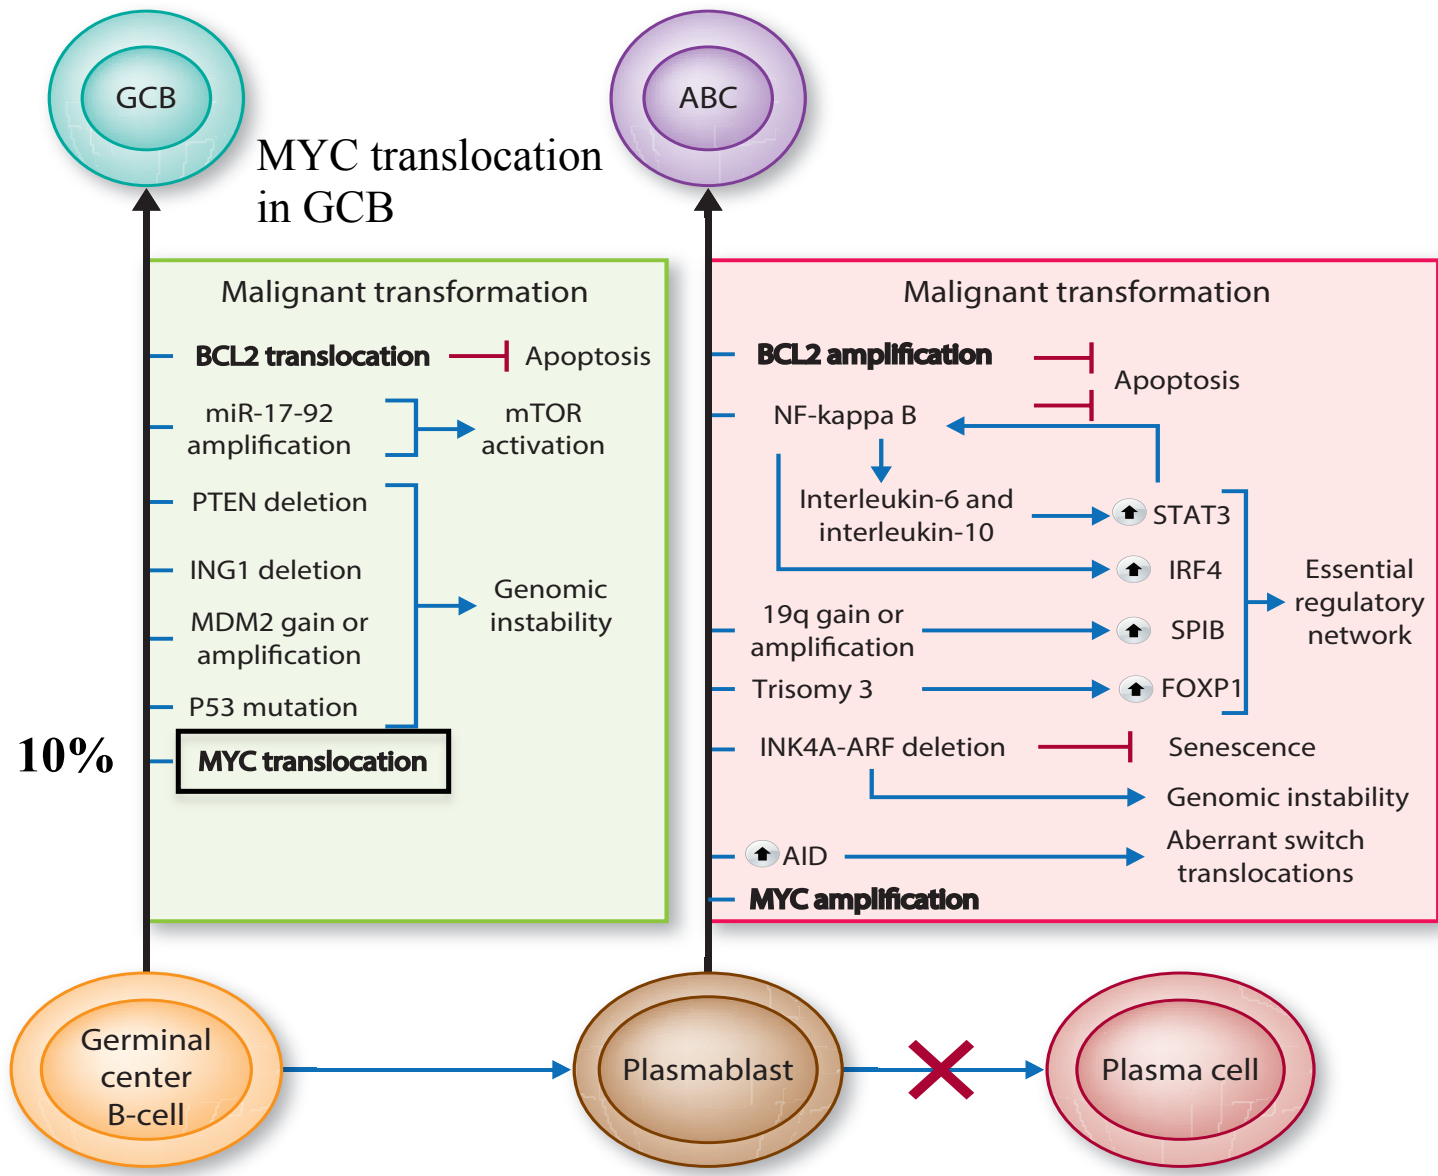 GCB
ABC
MYC translocation
in GCB
Malignant transformation
BCL2 translocation
Apoptosis
miR-17-92
amplification
mTOR
activation
PTEN deletion
ING1 deletion
MDM2 gain or
amplification
P53 mutation
Genomic
instability
10%
MYC translocation
Malignant transformation
BCL2 amplification
Apoptosis
NF-kappa B
Interleukin-6 and
interleukin-10
STAT3
IRF4
19q gain or
amplification
SPIB
Trisomy 3
FOXP1
Essential
regulatory
network
INK4A-ARF deletion
Senescence
Genomic instability
AID
Aberrant switch
translocations
MYC amplification
Germinal
center
B-cell
Plasmablast
Plasma cell